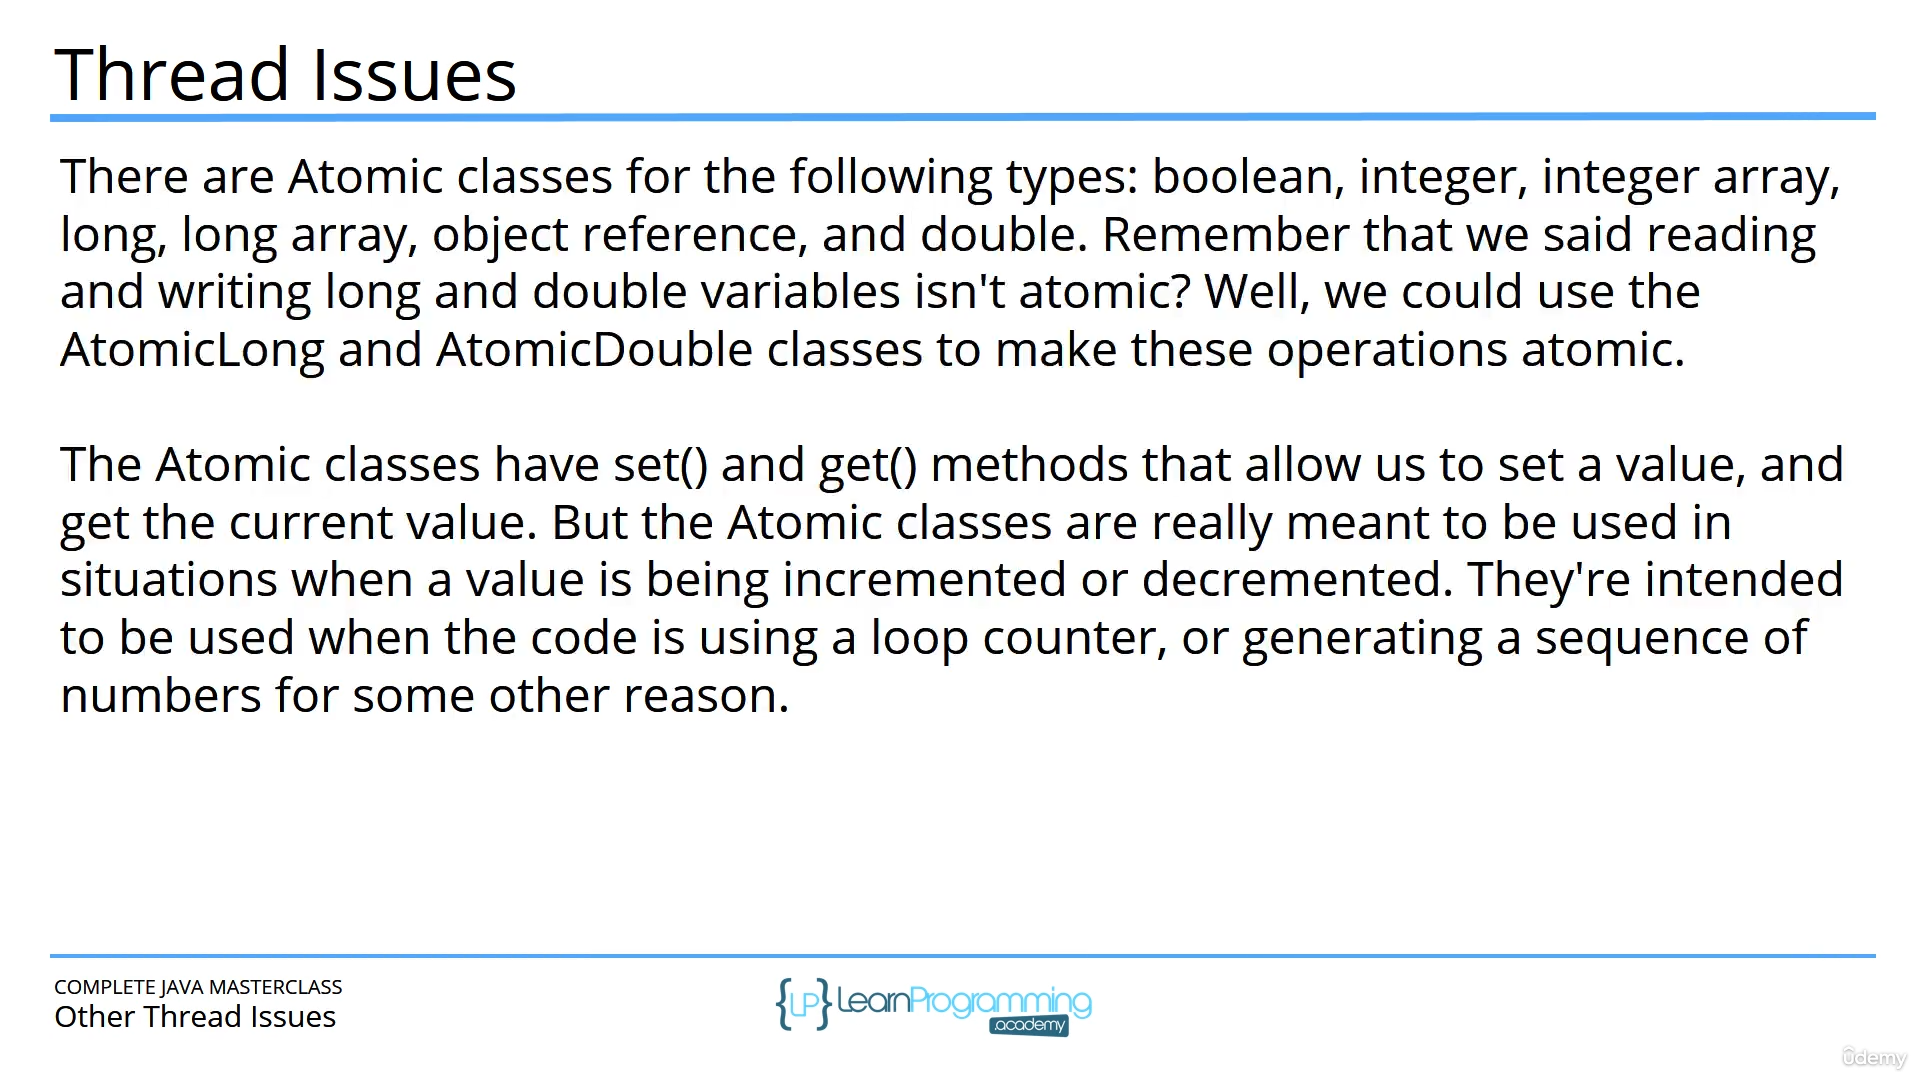 Thread Issues
There are Atomic classes for the following types: boolean, integer, integer array,
long, long array, object reference, and double. Remember that we said reading
and writing long and double variables isn't atomic? Well, we could use the
AtomicLong and AtomicDouble classes to make these operations atomic.
The Atomic classes have set() and get() methods that allow us to set a value, and
get the current value. But the Atomic classes are really meant to be used in
situations when a value is being incremented or decremented. They're intended
to be used when the code is using a loop counter, or generating a sequence of
numbers for some other reason.
COMPLETE JAVA MASTERCLASS
Other Thread Issues
{LP} LearnProgramming
.academy
ûdemy